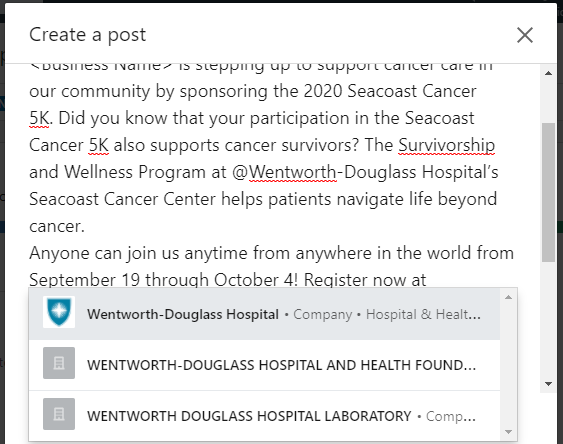 Create a post
<Business Name> is stepping up to support cancer care in
our community by sponsoring the 2020 Seacoast Cancer
5K. Did you know that your participation in the Seacoast
Cancer 5K also supports cancer survivors? The Survivorship
and Wellness Program at @Wentworth-Douglass Hospital’s
Seacoast Cancer Center helps patients navigate life beyond
cancer.
Anyone can join us anytime from anywhere in the world from
September 19 through October 4! Register now at
Wentworth-Douglass Hospital • Company • Hospital & Healt...
WENTWORTH-DOUGLASS HOSPITAL AND HEALTH FOUND...
WENTWORTH DOUGLASS HOSPITAL LABORATORY • Comp...